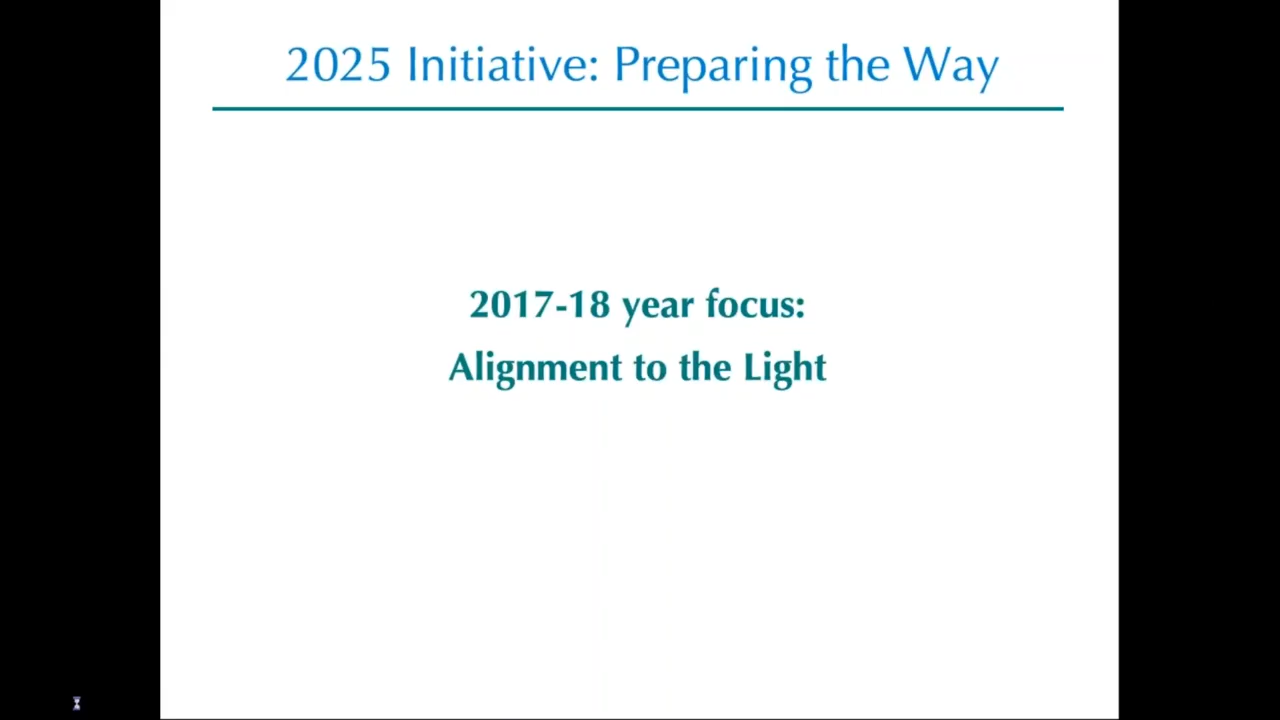 2025 Initiative: Preparing the Way
2017-18 year focus:
Alignment to the Light